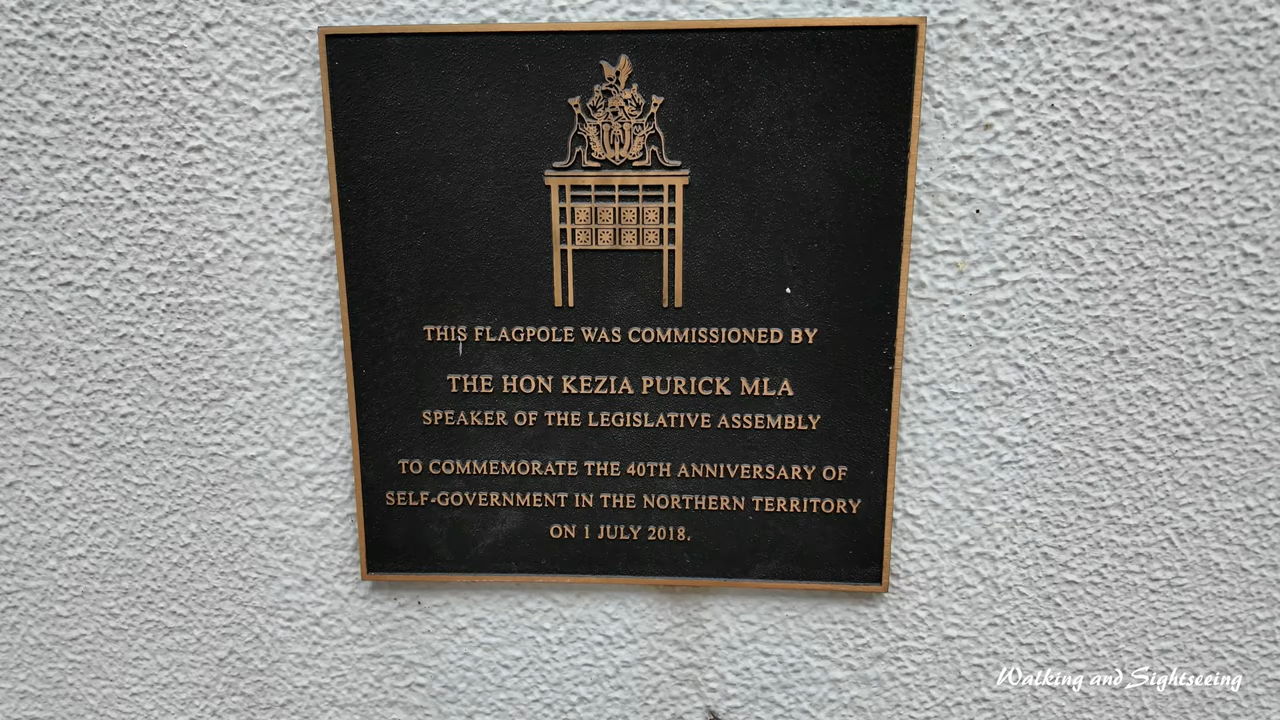 THIS FLAGPOLE WAS COMMISSIONED BY
THE HON KEZIA PURICK MLA
SPEAKER OF THE LEGISLATIVE ASSEMBLY
TO COMMEMORATE THE 40TH ANNIVERSARY OF
SELF-GOVERNMENT IN THE NORTHERN TERRITORY
ON 1 JULY 2018.
Walking and Sightseeing